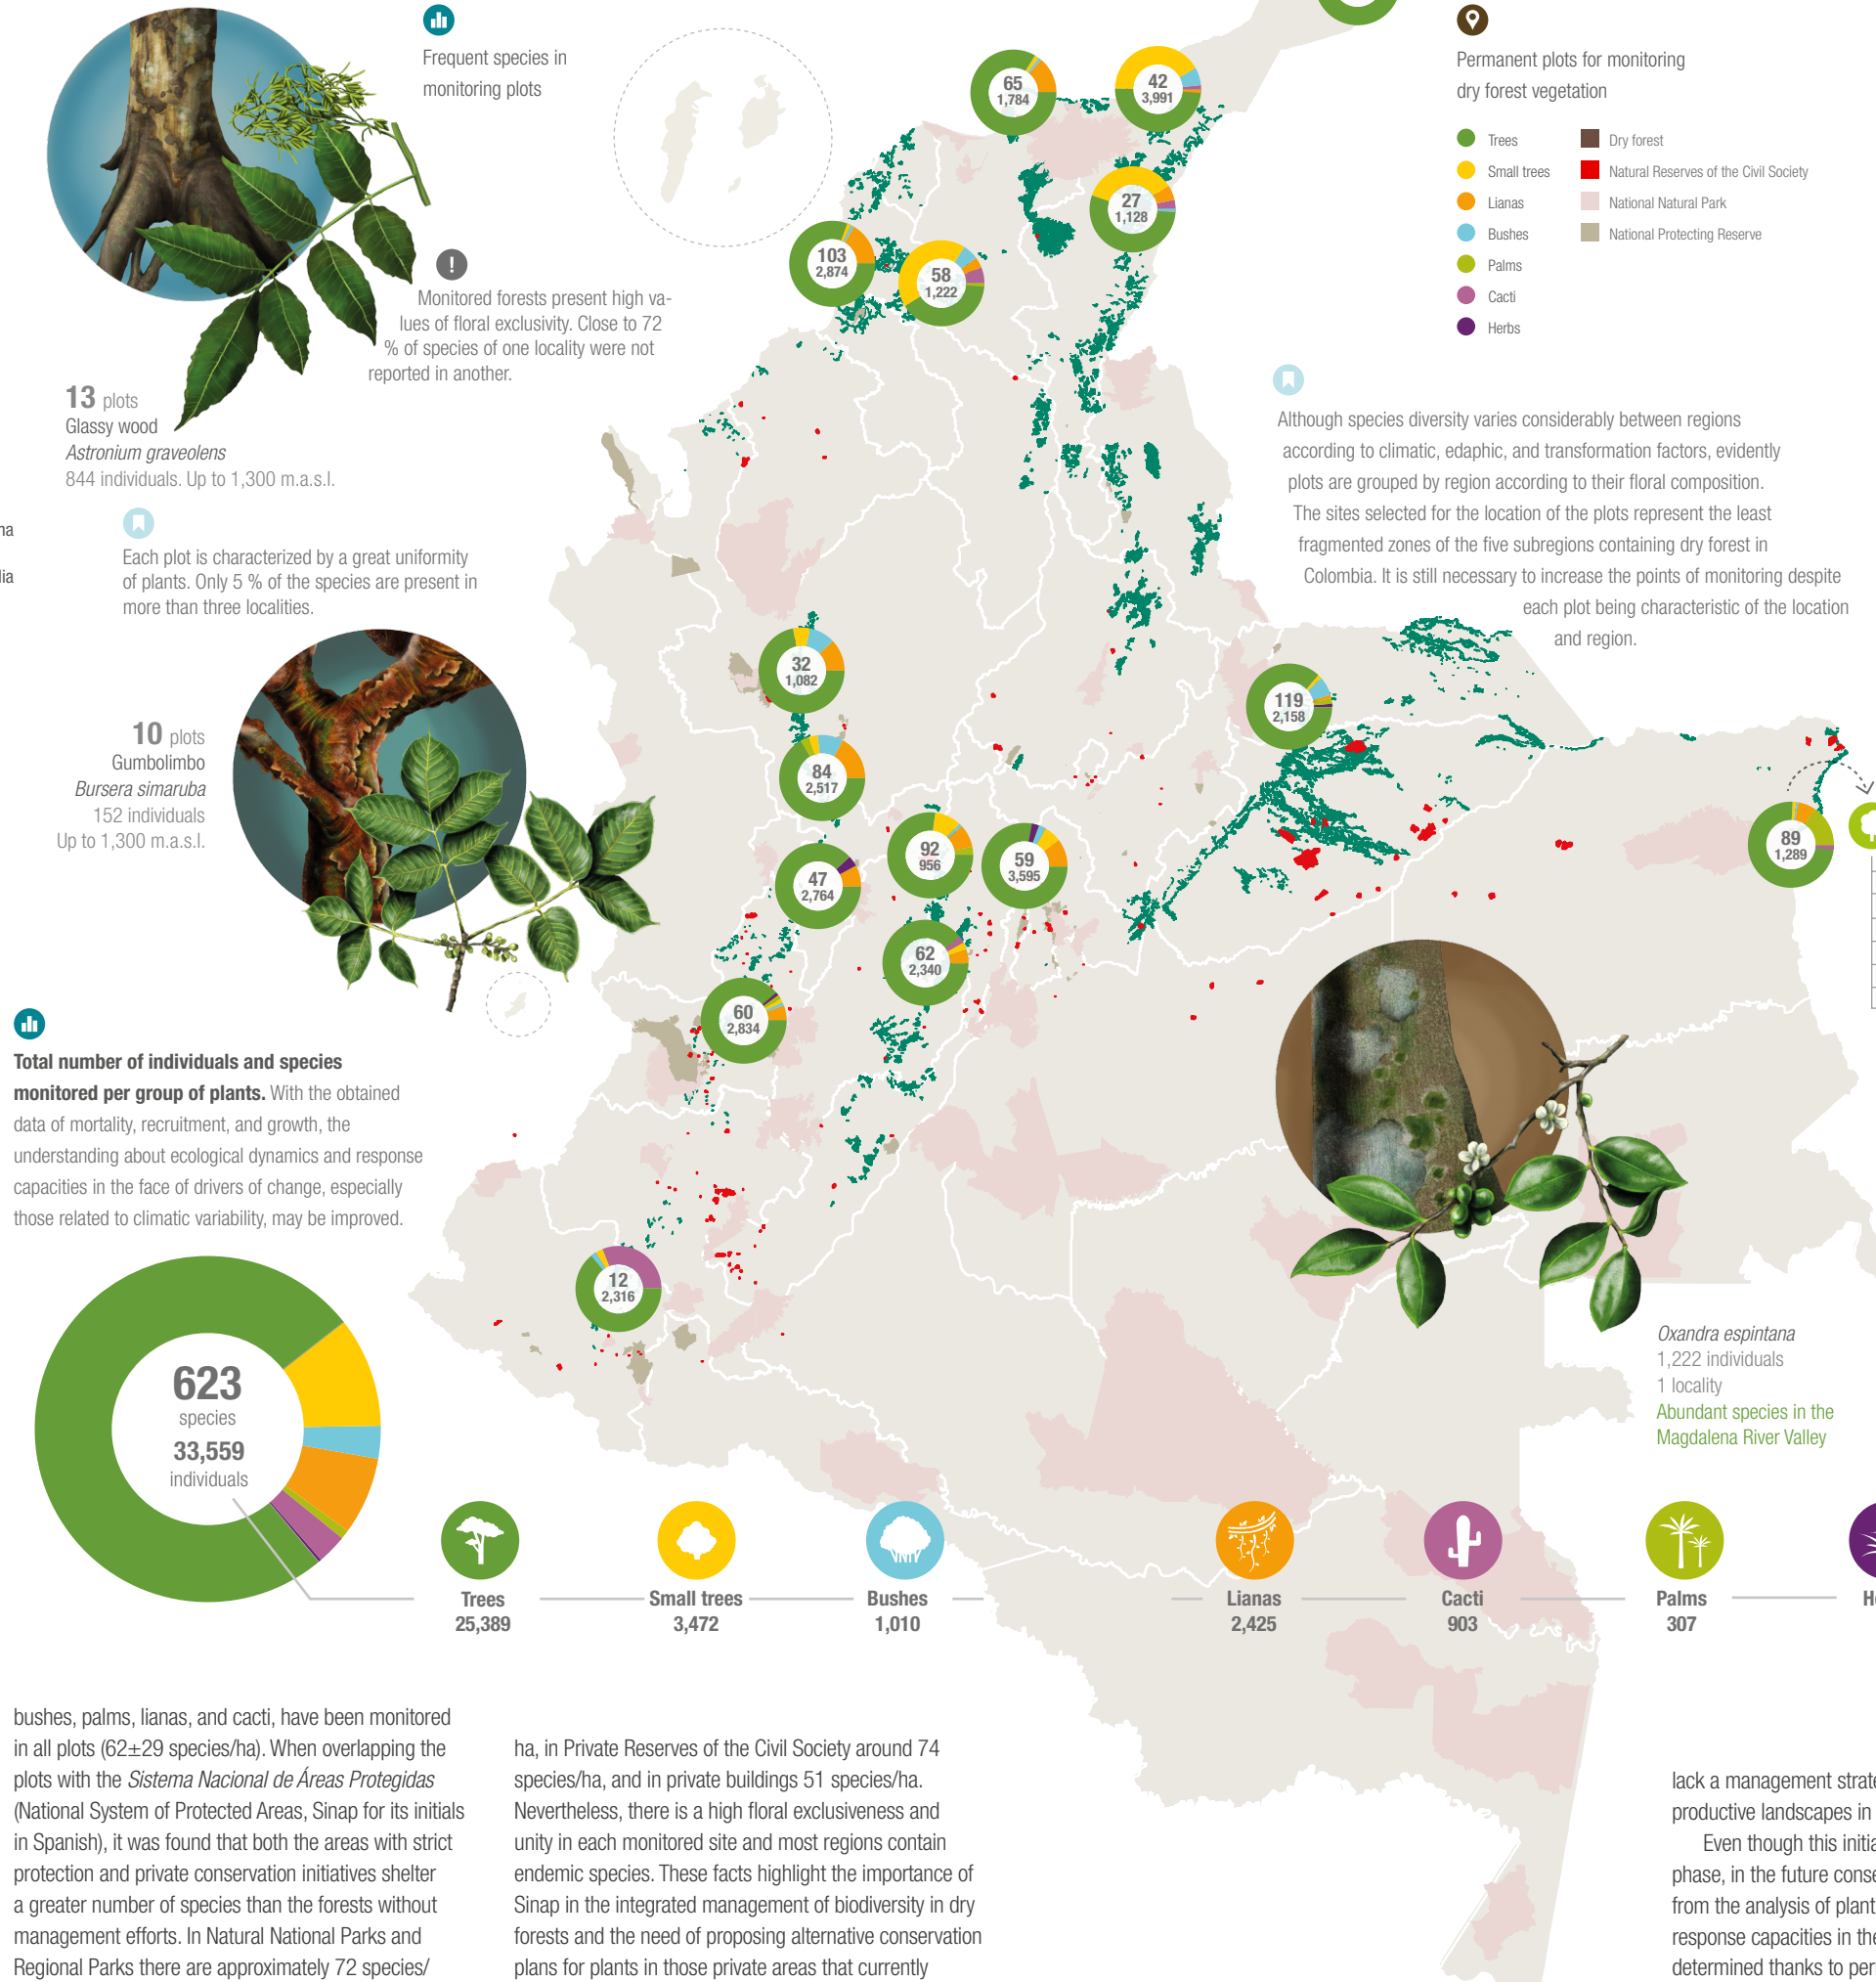 Frequent species in
monitoring plots
Monitored forests present high va-
lues of floral exclusivity. Close to 72
% of species of one locality were not
reported in another.
13 plots
Glassy wood
Astronium graveolens
844 individuals. Up to 1,300 m.a.s.l.
Each plot is characterized by a great uniformity
of plants. Only 5 % of the species are present in
more than three localities.
10 plots
Gumbolimbo
Bursera simaruba
152 individuals
Up to 1,300 m.a.s.l.
Permanent plots for monitoring
dry forest vegetation
Trees
Small trees
Lianas
Bushes
Palms
Cacti
Herbs
Dry forest
Natural Reserves of the Civil Society
National Natural Park
National Protecting Reserve
Although species diversity varies considerably between regions
according to climatic, edaphic, and transformation factors, evidently
plots are grouped by region according to their floral composition.
The sites selected for the location of the plots represent the least
fragmented zones of the five subregions containing dry forest in
Colombia. It is still necessary to increase the points of monitoring despite
each plot being characteristic of the location
and region.
65
1,784
42
3,991
27
1,128
103
2,874
58
1,222
32
1,082
119
2,158
84
2,517
92
956
59
3,595
89
1,289
47
2,764
62
2,340
60
2,834
12
2,316
Total number of individuals and species
monitored per group of plants. With the obtained
data of mortality, recruitment, and growth, the
understanding about ecological dynamics and response
capacities in the face of drivers of change, especially
those related to climatic variability, may be improved.
623
species
33,559
individuals
Oxandra espintana
1,222 individuals
1 locality
Abundant species in the
Magdalena River Valley
Trees
25,389
Small trees
3,472
Bushes
1,010
Lianas
2,425
Cacti
903
Palms
307
bushes, palms, lianas, and cacti, have been monitored
in all plots (62±29 species/ha). When overlapping the
plots with the Sistema Nacional de Áreas Protegidas
(National System of Protected Areas, Sinap for its initials
in Spanish), it was found that both the areas with strict
protection and private conservation initiatives shelter
a greater number of species than the forests without
management efforts. In Natural National Parks and
Regional Parks there are approximately 72 species/
ha, in Private Reserves of the Civil Society around 74
species/ha, and in private buildings 51 species/ha.
Nevertheless, there is a high floral exclusiveness and
unity in each monitored site and most regions contain
endemic species. These facts highlight the importance of
Sinap in the integrated management of biodiversity in dry
forests and the need of proposing alternative conservation
plans for plants in those private areas that currently
lack a management strate
productive landscapes in
Even though this initia
phase, in the future conse
from the analysis of plant
response capacities in the
determined thanks to per